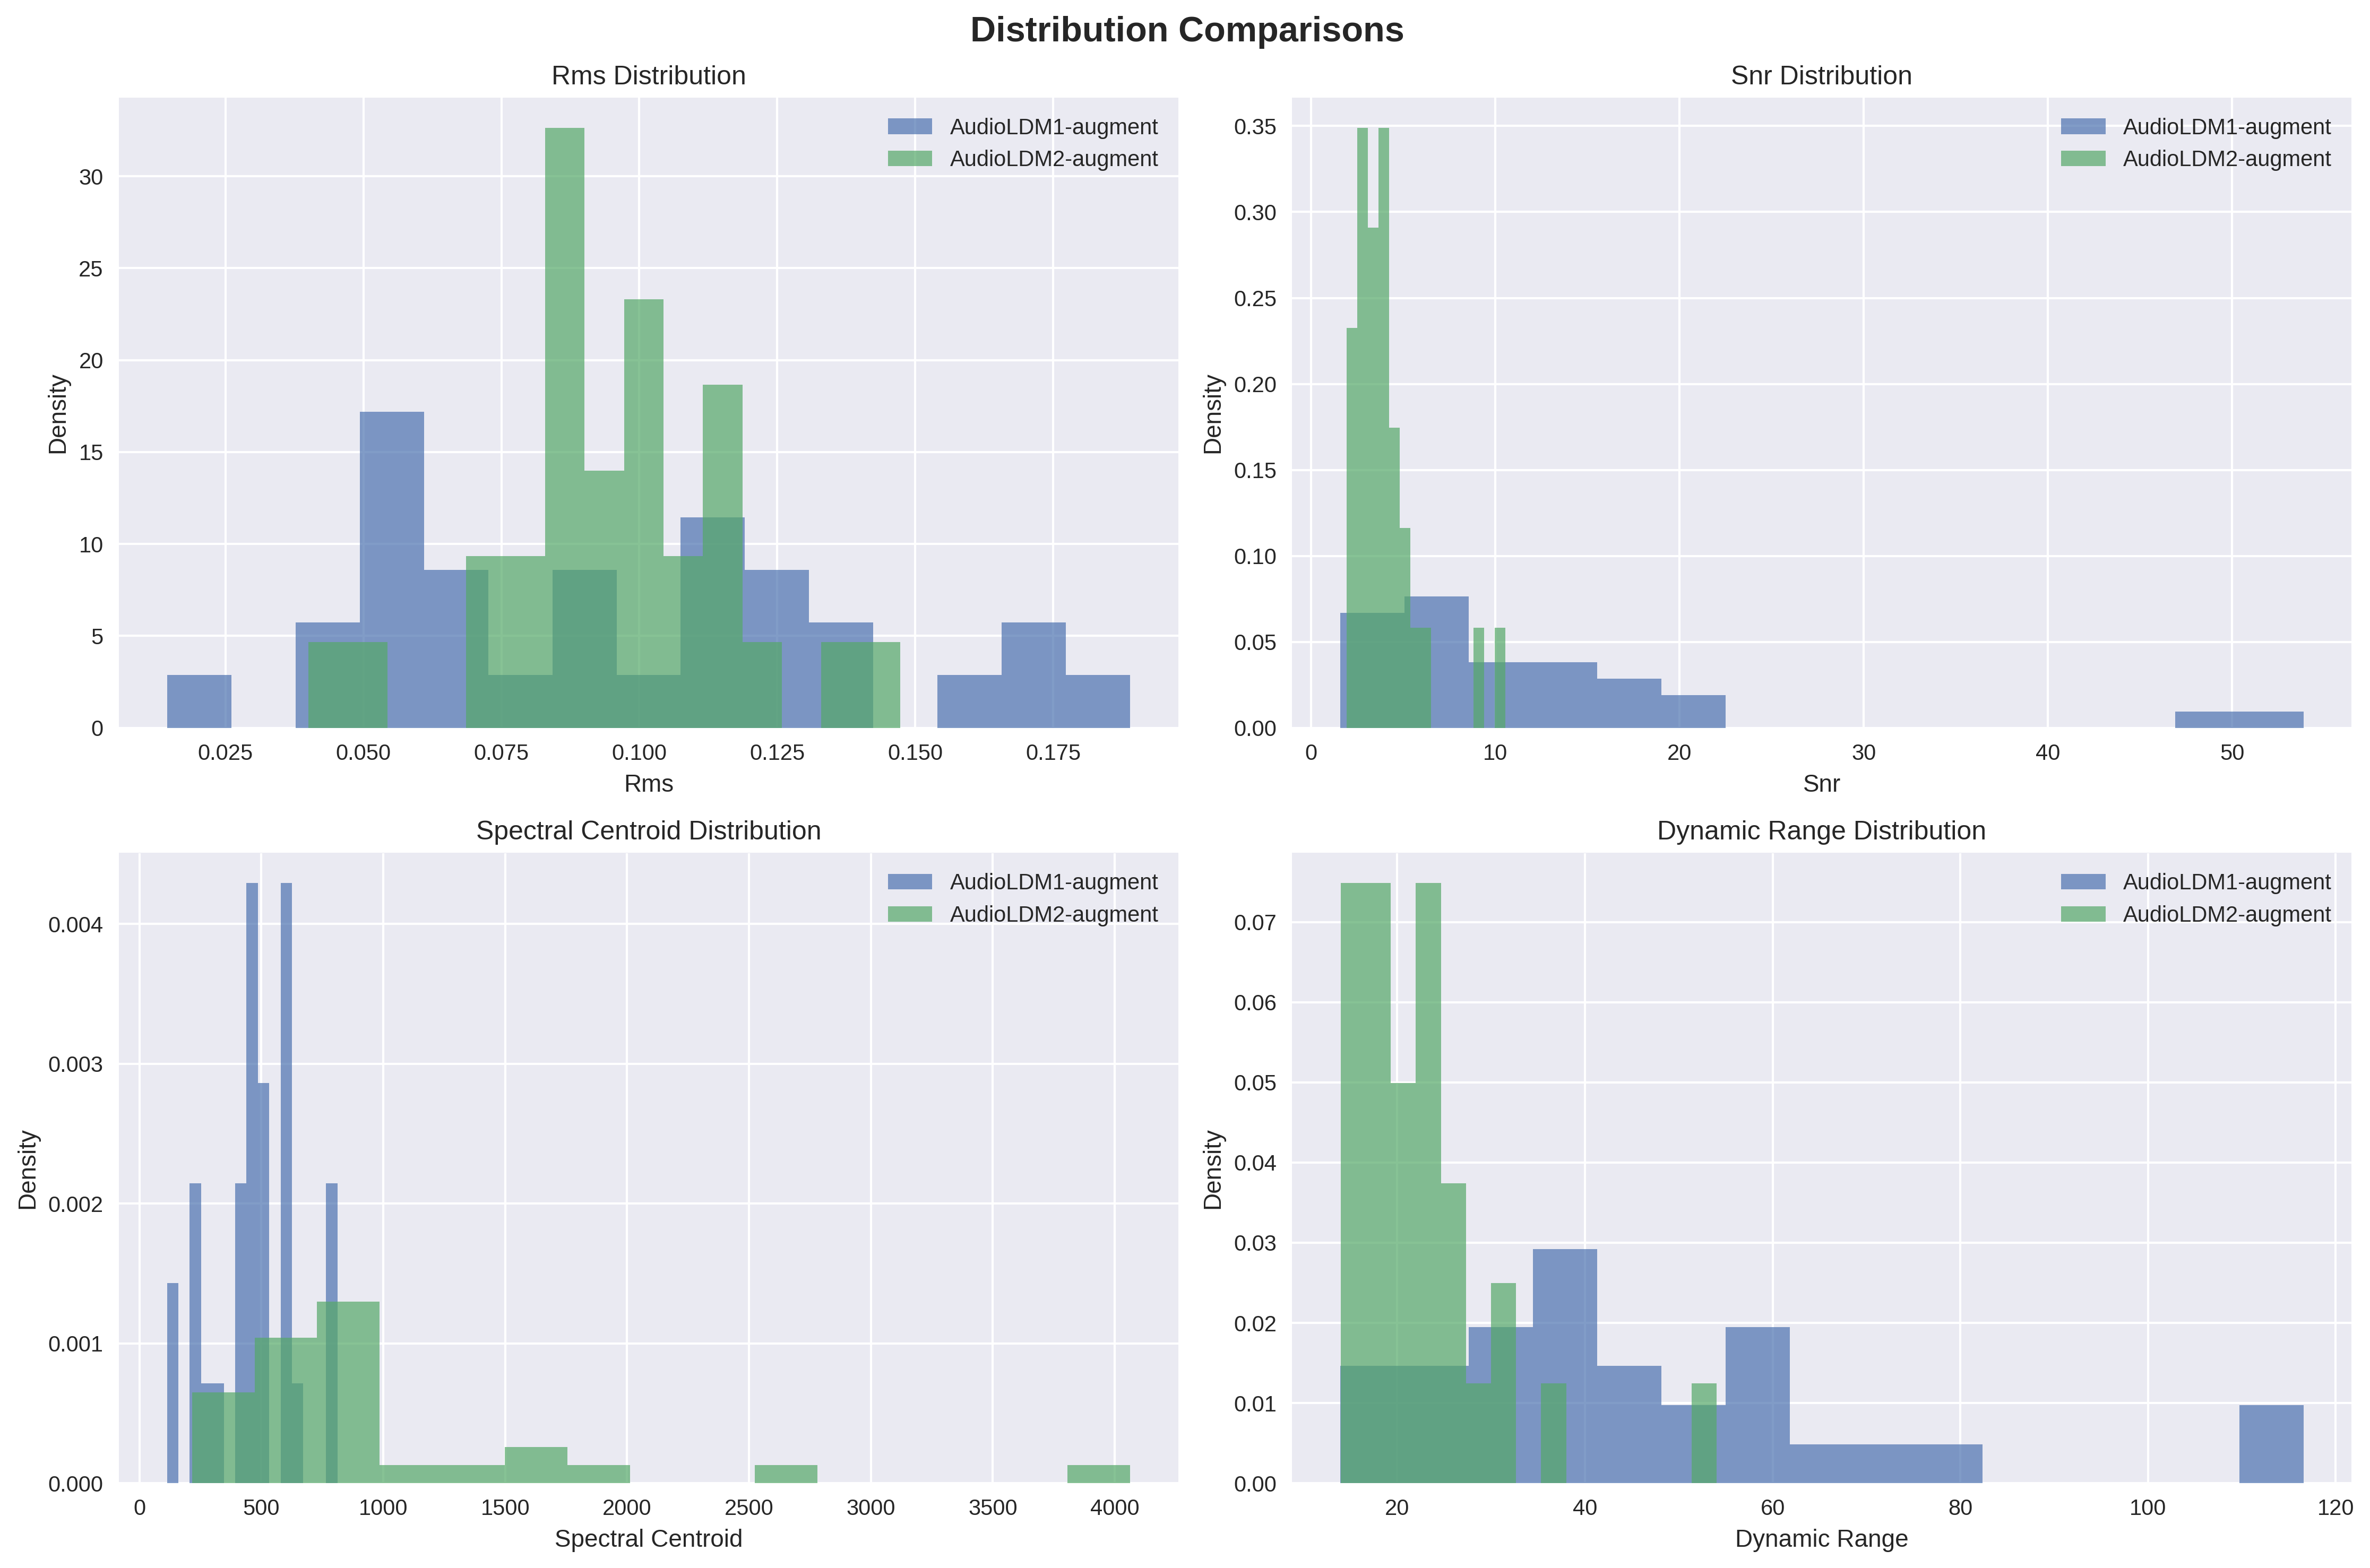 Distribution Comparisons
Rms Distribution
AudioLDM1-augment
AudioLDM2-augment
Density
30
25
20
15
10
5
0
0.025 0.050 0.075 0.100 0.125 0.150 0.175
Rms
Snr Distribution
AudioLDM1-augment
AudioLDM2-augment
Density
0.35
0.30
0.25
0.20
0.15
0.10
0.05
0.00
0 10 20 30 40 50
Snr
Spectral Centroid Distribution
AudioLDM1-augment
AudioLDM2-augment
Density
0.004
0.003
0.002
0.001
0.000
0 500 1000 1500 2000 2500 3000 3500 4000
Spectral Centroid
Dynamic Range Distribution
AudioLDM1-augment
AudioLDM2-augment
Density
0.07
0.06
0.05
0.04
0.03
0.02
0.01
0.00
20 40 60 80 100 120
Dynamic Range